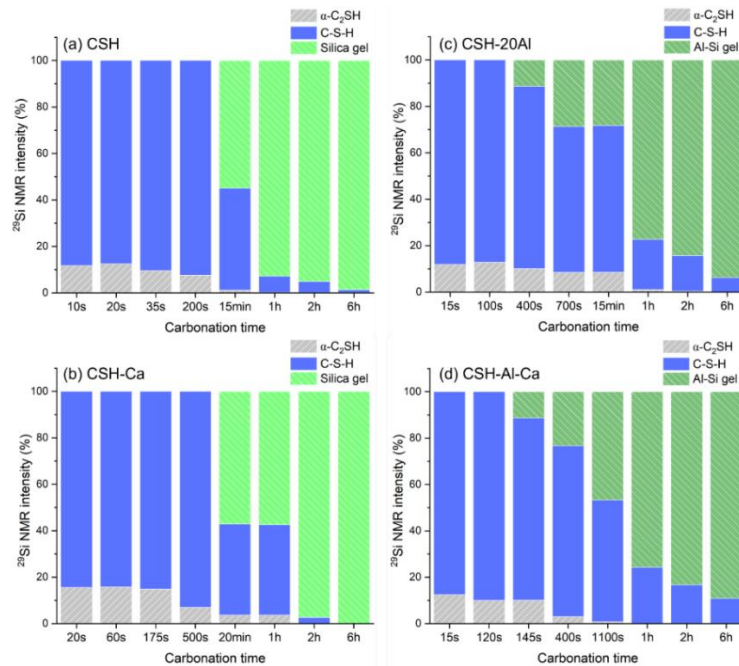 α-C₂SH
C-S-H
Silica gel
(a) CSH
100
80
60
40
20
0
²⁹Si NMR intensity (%)
10s 20s 35s 200s 15min 1h 2h 6h
Carbonation time
α-C₂SH
C-S-H
Al-Si gel
(c) CSH-20Al
100
80
60
40
20
0
²⁹Si NMR intensity (%)
15s 100s 400s 700s 15min 1h 2h 6h
Carbonation time
α-C₂SH
C-S-H
Silica gel
(b) CSH-Ca
100
80
60
40
20
0
²⁹Si NMR intensity (%)
20s 60s 175s 500s 20min 1h 2h 6h
Carbonation time
α-C₂SH
C-S-H
Al-Si gel
(d) CSH-Al-Ca
100
80
60
40
20
0
²⁹Si NMR intensity (%)
15s 120s 145s 400s 1100s 1h 2h 6h
Carbonation time